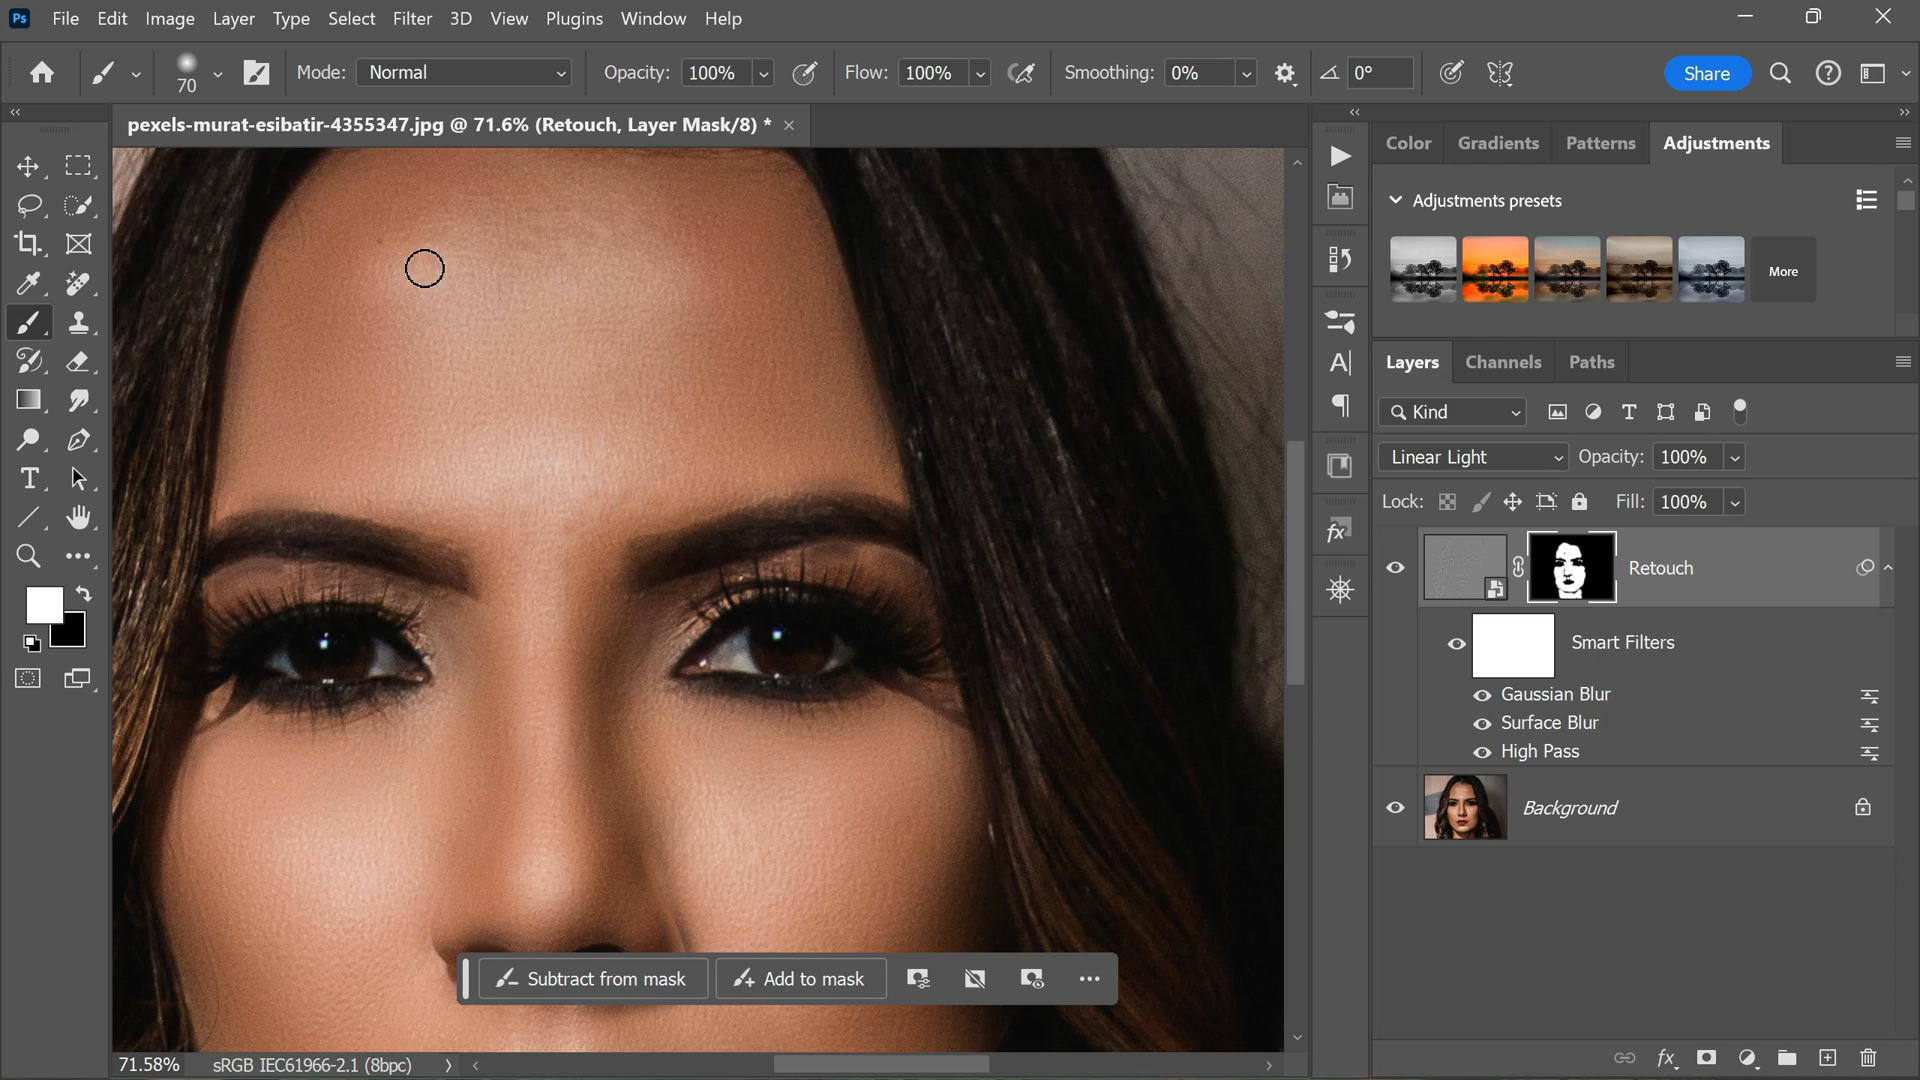 Ps File Edit Image Layer Type Select Filter 3D View Plugins Window Help
70 Mode: Normal Opacity: 100% Flow: 100% Smoothing: 0% 0° Share
pexels-murat-esibatir-4355347.jpg @ 71.6% (Retouch, Layer Mask/8) *
Color Gradients Patterns Adjustments
Adjustments presets
More
Layers Channels Paths
Kind
Linear Light Opacity: 100%
Lock: Fill: 100%
Retouch
Smart Filters
Gaussian Blur
Surface Blur
High Pass
Background
Subtract from mask Add to mask
71.58% sRGB IEC61966-2.1 (8bpc)